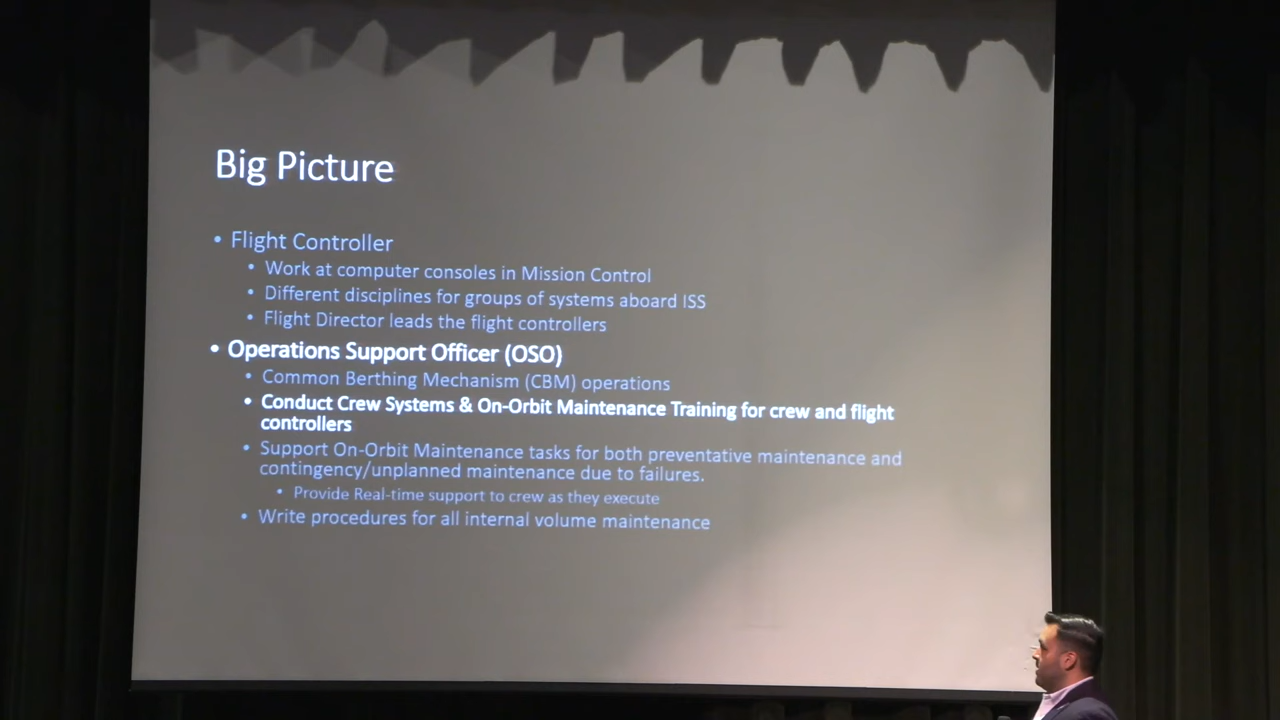 Big Picture
• Flight Controller
• Work at computer consoles in Mission Control
• Different disciplines for groups of systems aboard ISS
• Flight Director leads the flight controllers
• Operations Support Officer (OSO)
• Common Berthing Mechanism (CBM) operations
• Conduct Crew Systems & On-Orbit Maintenance Training for crew and flight
controllers
• Support On-Orbit Maintenance tasks for both preventative maintenance and
contingency/unplanned maintenance due to failures.
• Provide Real-time support to crew as they execute
• Write procedures for all internal volume maintenance